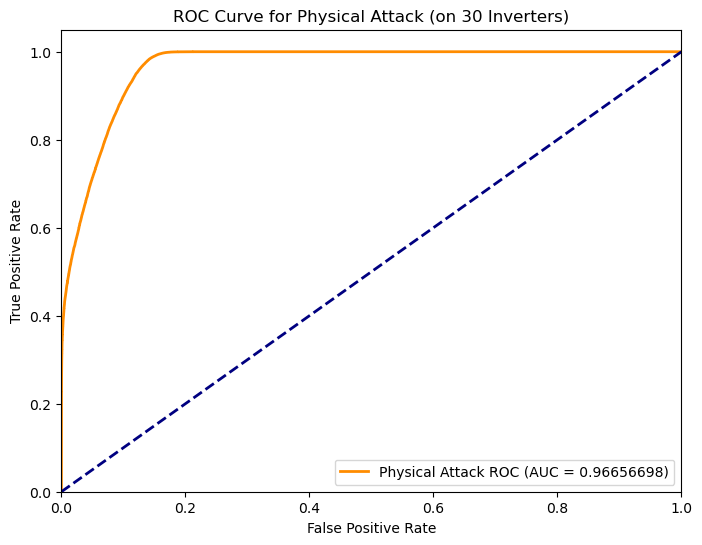 ROC Curve for Physical Attack (on 30 Inverters)
True Positive Rate
1.0
0.8
0.6
0.4
0.2
0.0
Physical Attack ROC (AUC = 0.96656698)
0.0 0.2 0.4 0.6 0.8 1.0
False Positive Rate